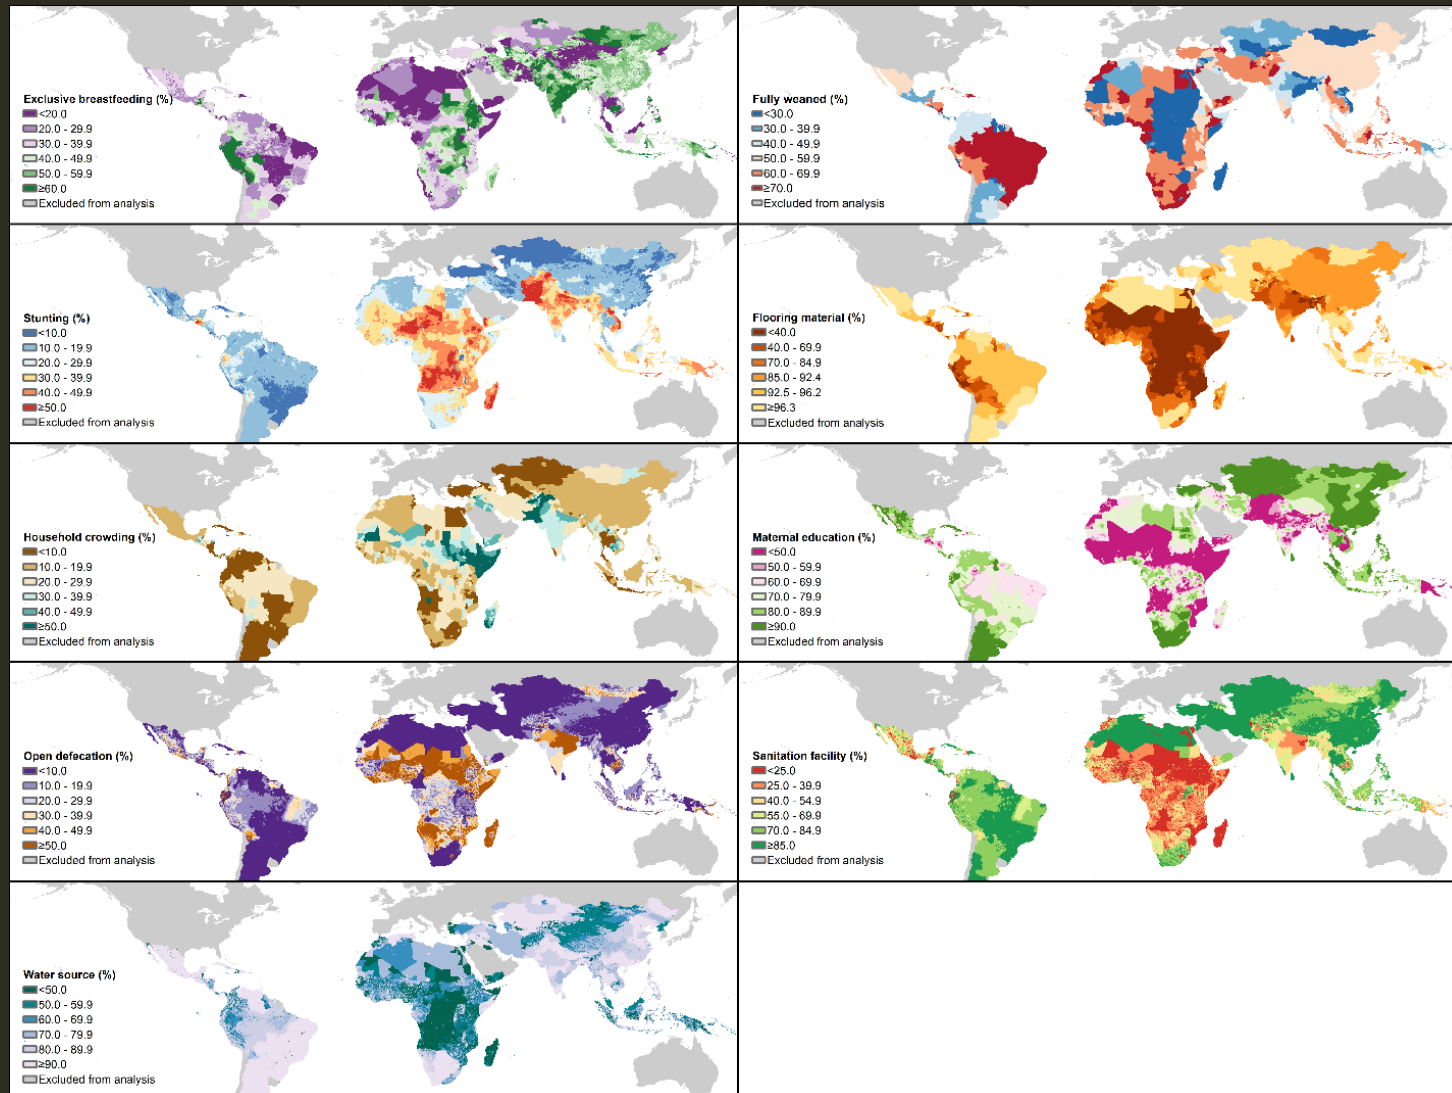 Exclusive breastfeeding (%)
<20.0
20.0 - 29.9
30.0 - 39.9
40.0 - 49.9
50.0 - 59.9
≥60.0
Excluded from analysis
Fully weaned (%)
<30.0
30.0 - 39.9
40.0 - 49.9
50.0 - 59.9
60.0 - 69.9
≥70.0
Excluded from analysis
Stunting (%)
<10.0
10.0 - 19.9
20.0 - 29.9
30.0 - 39.9
40.0 - 49.9
≥50.0
Excluded from analysis
Flooring material (%)
<40.0
40.0 - 69.9
70.0 - 84.9
85.0 - 92.4
92.5 - 96.2
≥96.3
Excluded from analysis
Household crowding (%)
<10.0
10.0 - 19.9
20.0 - 29.9
30.0 - 39.9
40.0 - 49.9
≥50.0
Excluded from analysis
Maternal education (%)
<50.0
50.0 - 59.9
60.0 - 69.9
70.0 - 79.9
80.0 - 89.9
≥90.0
Excluded from analysis
Open defecation (%)
<10.0
10.0 - 19.9
20.0 - 29.9
30.0 - 39.9
40.0 - 49.9
≥50.0
Excluded from analysis
Sanitation facility (%)
<25.0
25.0 - 39.9
40.0 - 54.9
55.0 - 69.9
70.0 - 84.9
≥85.0
Excluded from analysis
Water source (%)
<50.0
50.0 - 59.9
60.0 - 69.9
70.0 - 79.9
80.0 - 89.9
≥90.0
Excluded from analysis